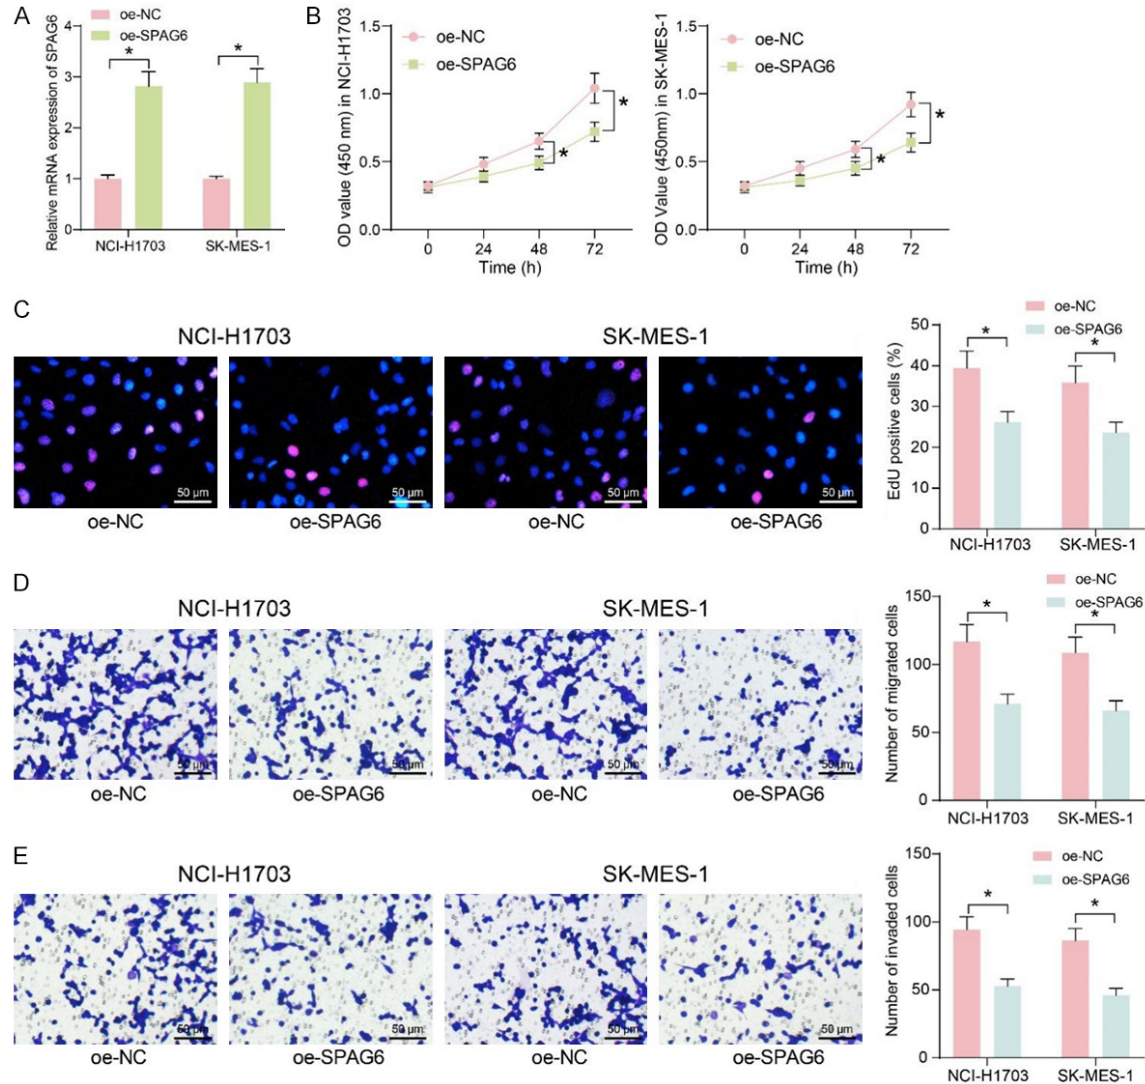 A
oe-NC
oe-SPAG6
Relative mRNA expression of SPAG6
4
3
2
1
0
*
*
NCI-H1703
SK-MES-1
B
OD value (450 nm) in NCI-H1703
1.5
1.0
0.5
0.0
oe-NC
oe-SPAG6
*
*
0 24 48 72
Time (h)
OD Value (450nm) in SK-MES-1
1.5
1.0
0.5
0.0
oe-NC
oe-SPAG6
*
*
0 24 48 72
Time (h)
C
NCI-H1703
SK-MES-1
50 μm
50 μm
50 μm
50 μm
oe-NC
oe-SPAG6
oe-NC
oe-SPAG6
oe-NC
oe-SPAG6
EdU positive cells (%)
50
40
30
20
10
0
*
*
NCI-H1703
SK-MES-1
D
NCI-H1703
SK-MES-1
50 μm
50 μm
50 μm
50 μm
oe-NC
oe-SPAG6
oe-NC
oe-SPAG6
oe-NC
oe-SPAG6
Number of migrated cells
150
100
50
0
*
*
NCI-H1703
SK-MES-1
E
NCI-H1703
SK-MES-1
50 μm
50 μm
50 μm
50 μm
oe-NC
oe-SPAG6
oe-NC
oe-SPAG6
oe-NC
oe-SPAG6
Number of invaded cells
150
100
50
0
*
*
NCI-H1703
SK-MES-1